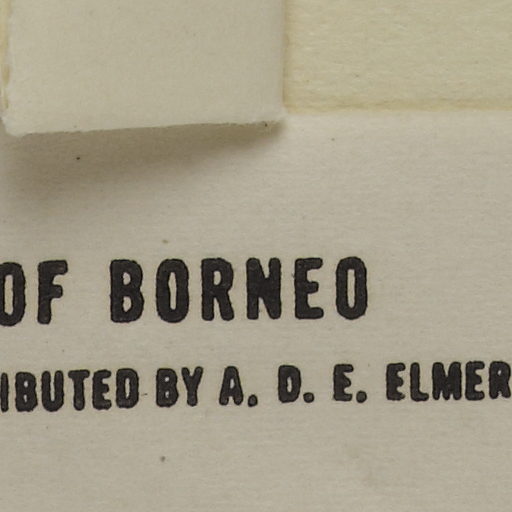 OF BORNEO
IBUTED BY A. D. E. ELMER